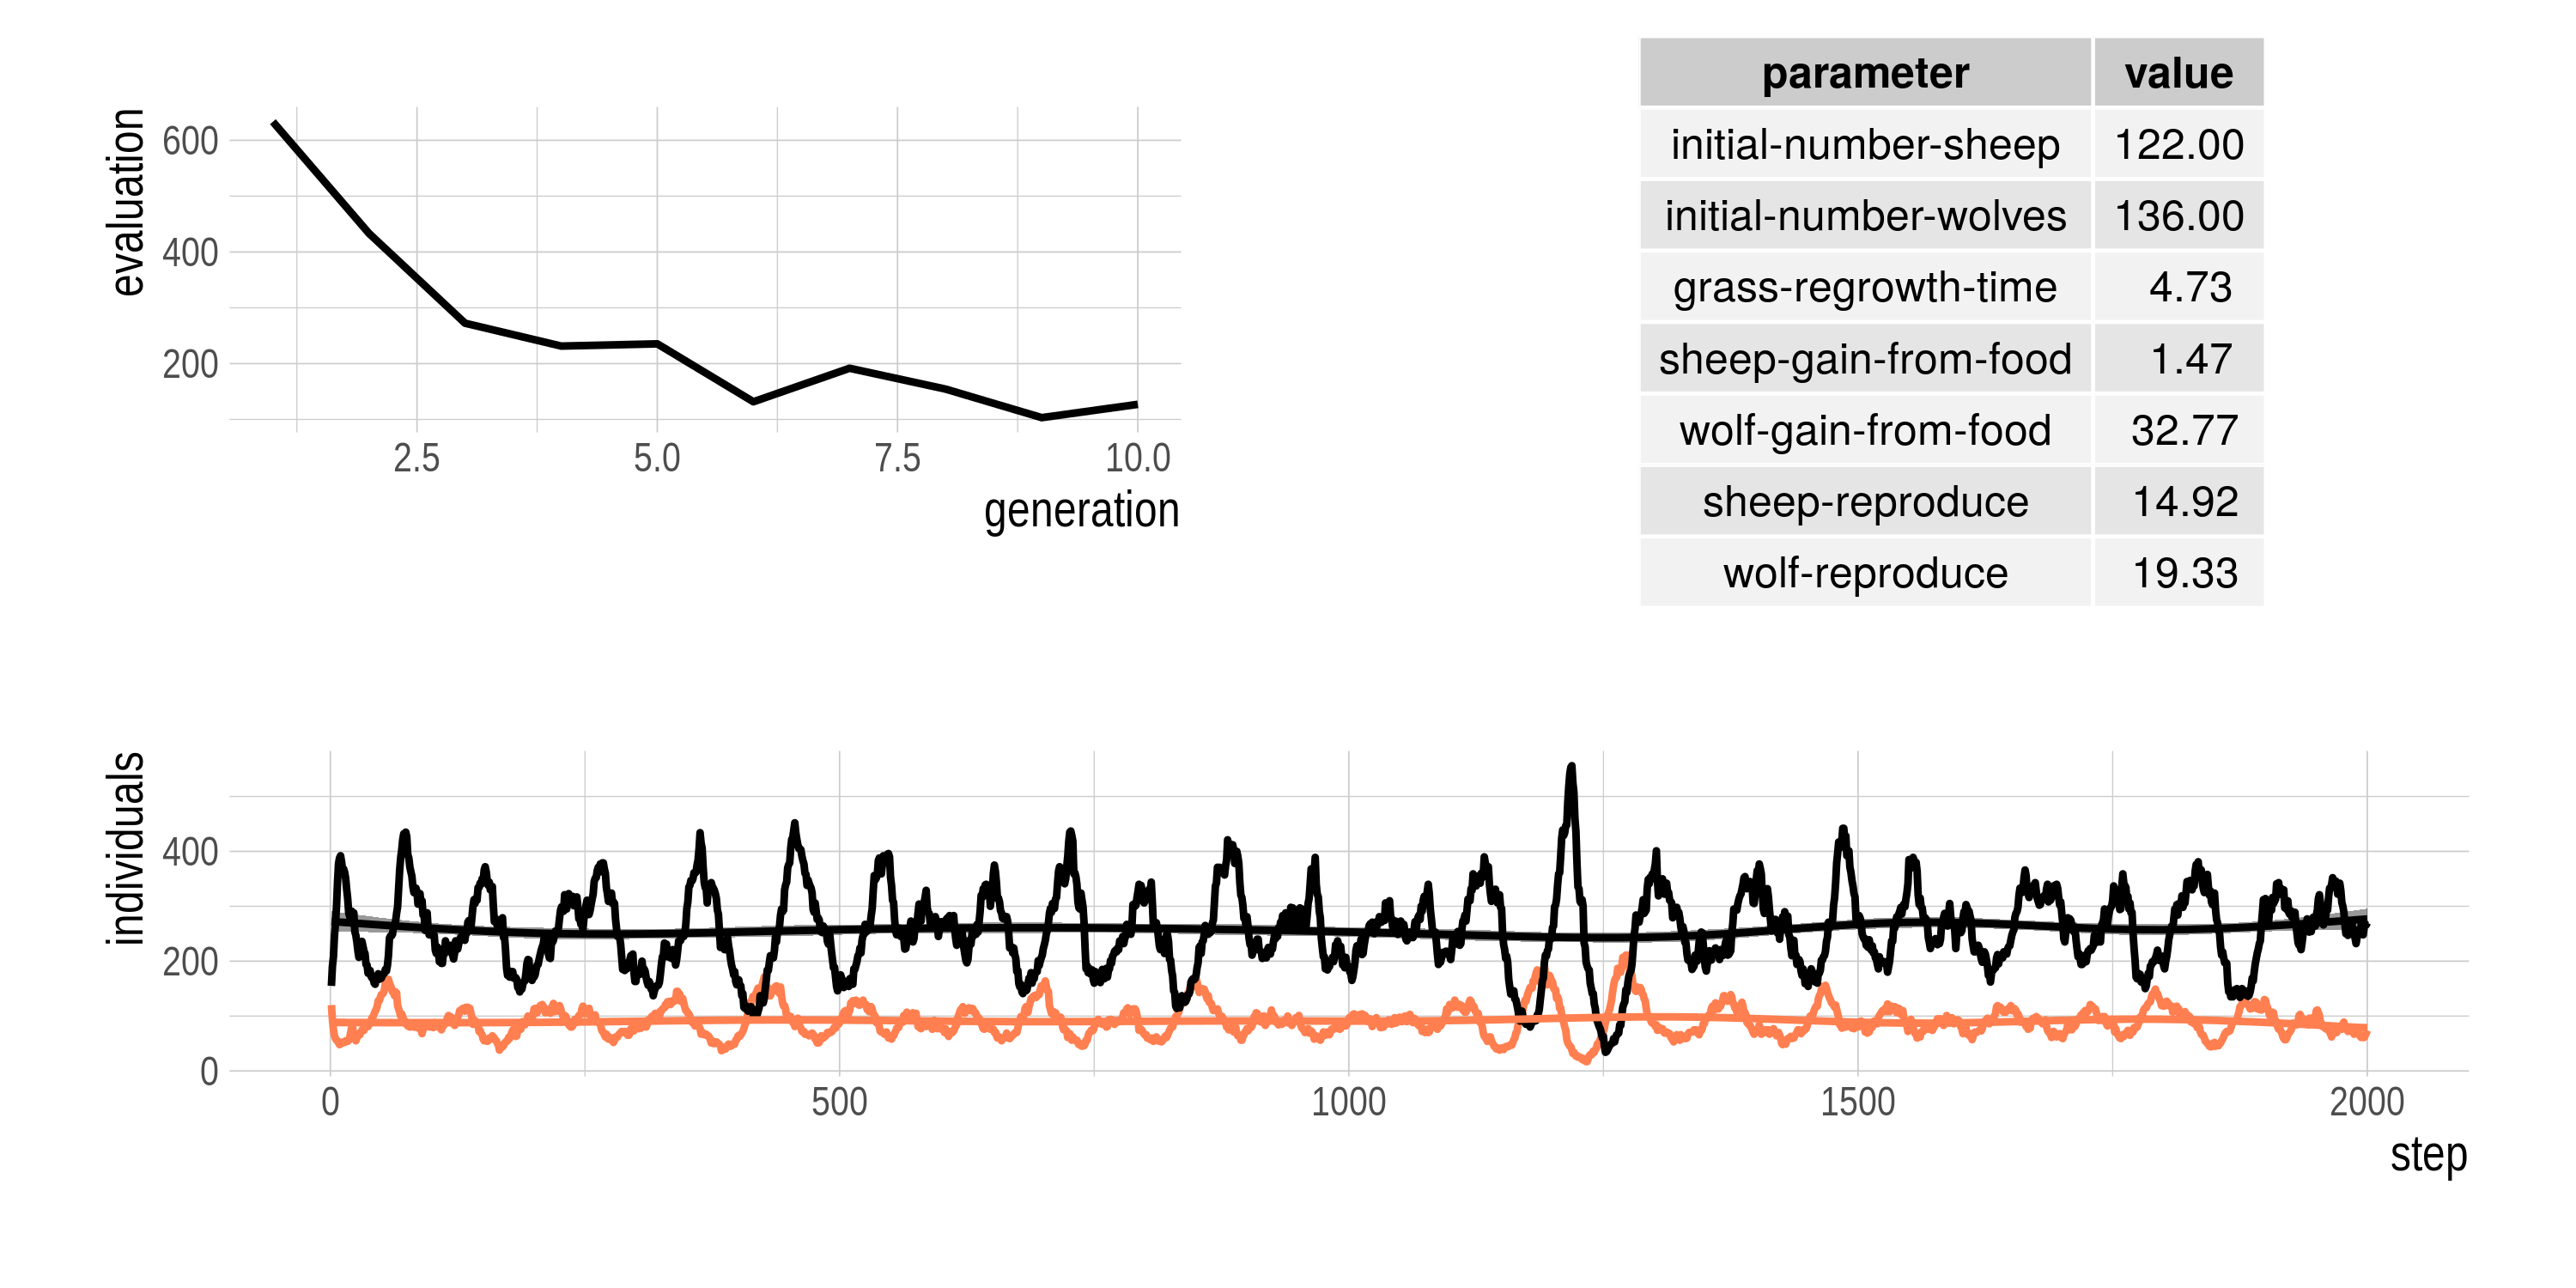 evaluation
600
400
200
2.5 5.0 7.5 10.0
generation
parameter value
initial-number-sheep 122.00
initial-number-wolves 136.00
grass-regrowth-time 4.73
sheep-gain-from-food 1.47
wolf-gain-from-food 32.77
sheep-reproduce 14.92
wolf-reproduce 19.33
individuals
400
200
0
0 500 1000 1500 2000
step